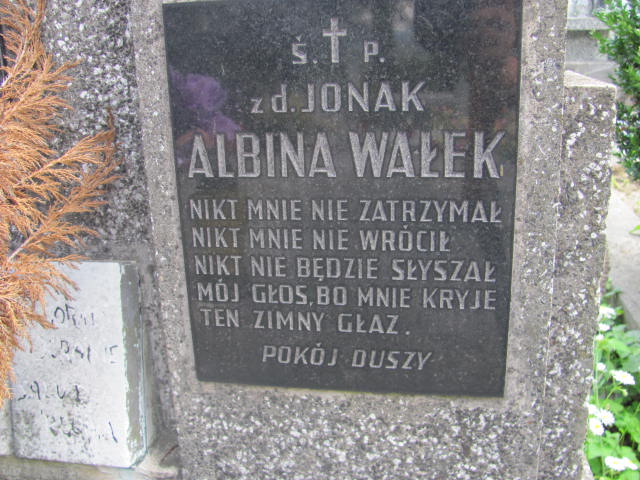 Ś. P.
zd. JONAK
ALBINA WAŁEK
NIKT MNIE NIE ZATRZYMAŁ
NIKT MNIE NIE WRÓCIŁ
NIKT NIE BĘDZIE SŁYSZAŁ
MÓJ GŁOS, BO MNIE KRYJE
TEN ZIMNY GŁAZ.
POKÓJ DUSZY